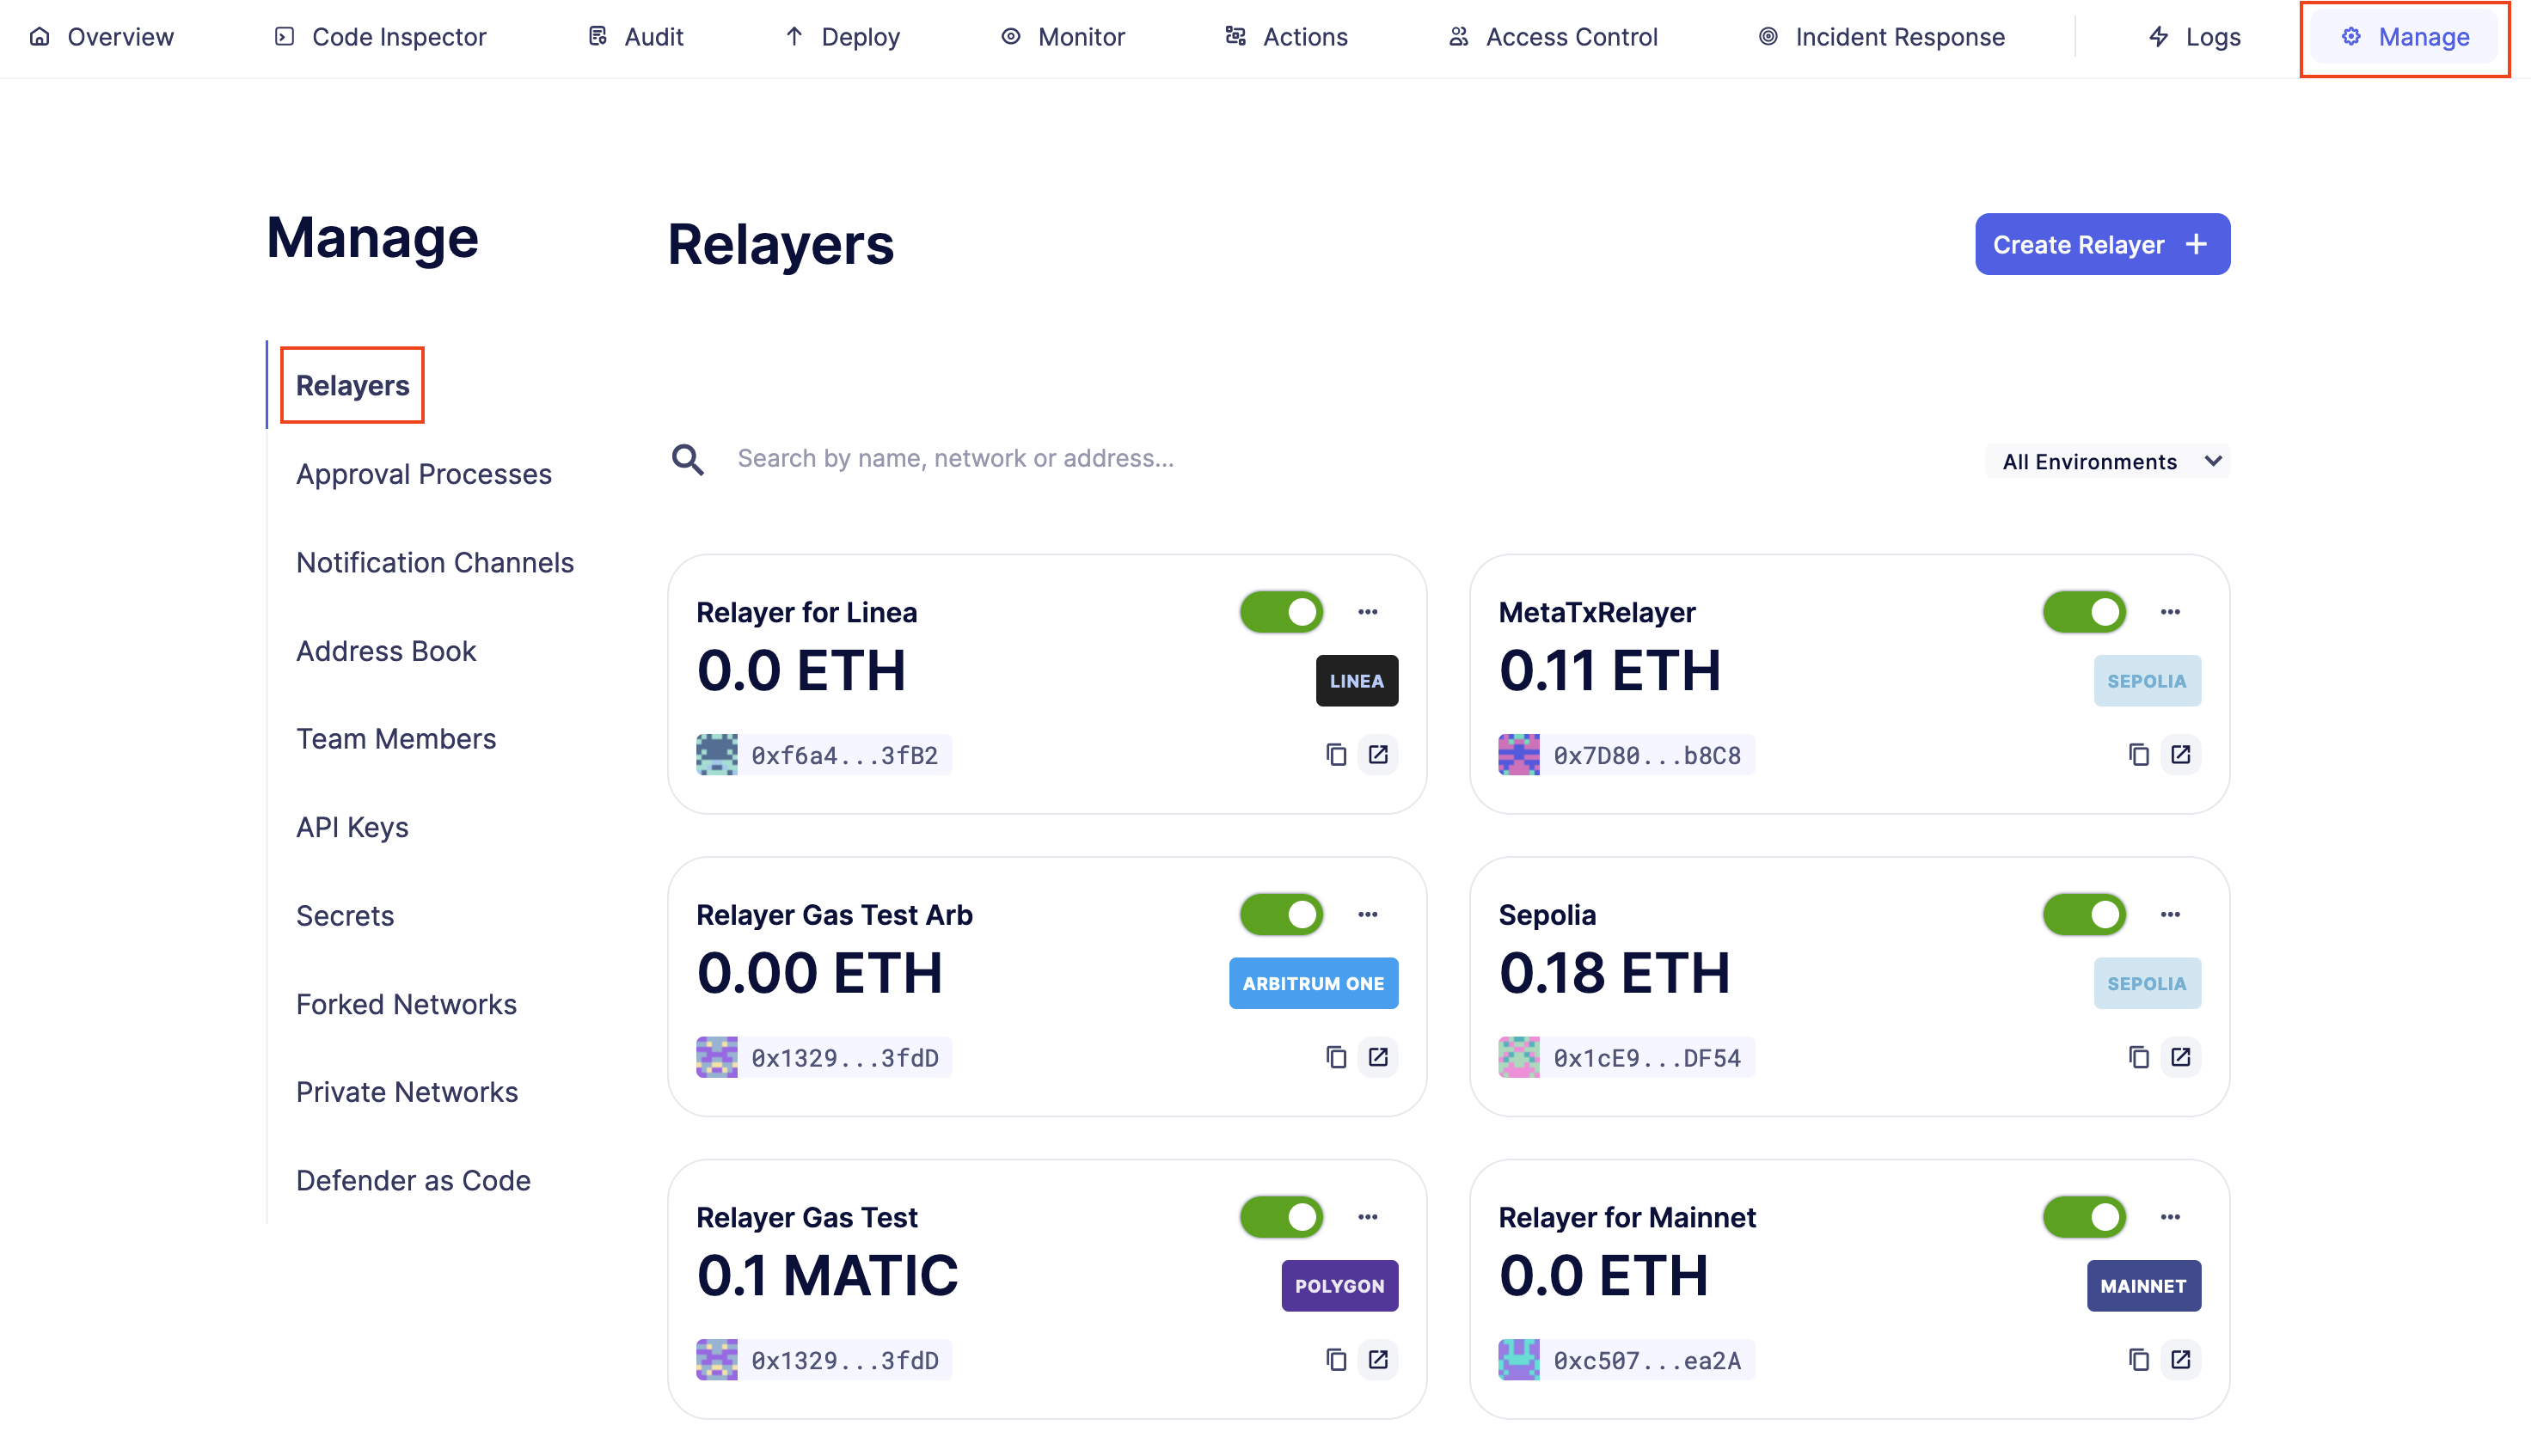 Overview
Code Inspector
Audit
Deploy
Monitor
Actions
Access Control
Incident Response
Logs
Manage
Manage
Relayers
Approval Processes
Notification Channels
Address Book
Team Members
API Keys
Secrets
Forked Networks
Private Networks
Defender as Code
Relayers
Create Relayer +
Search by name, network or address...
All Environments
Relayer for Linea
0.0 ETH
LINEA
0xf6a4...3fB2
MetaTxRelayer
0.11 ETH
SEPOLIA
0x7D80...b8C8
Relayer Gas Test Arb
0.00 ETH
ARBITRUM ONE
0x1329...3fdD
Sepolia
0.18 ETH
SEPOLIA
0x1cE9...DF54
Relayer Gas Test
0.1 MATIC
POLYGON
0x1329...3fdD
Relayer for Mainnet
0.0 ETH
MAINNET
0xc507...ea2A